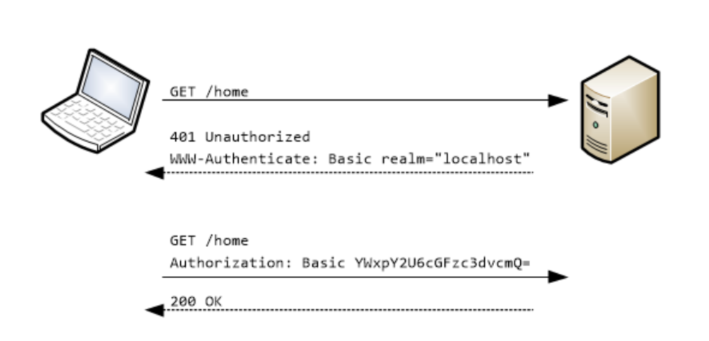 GET /home
401 Unauthorized
WWW-Authenticate: Basic realm="localhost"
GET /home
Authorization: Basic YWxpY2U6cGFzc3dvcmQ=
200 OK